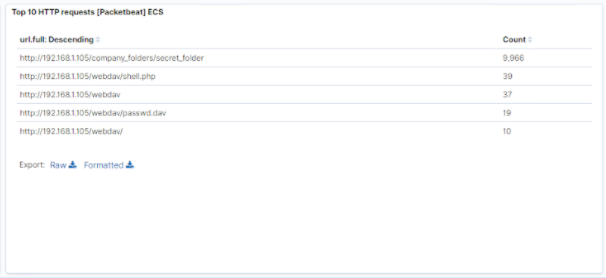 Top 10 HTTP requests [Packetbeat] ECS
url.full: Descending Count
http://192.168.1.105/company_folders/secret_folder 9,966
http://192.168.1.105/webdav/shell.php 39
http://192.168.1.105/webdav 37
http://192.168.1.105/webdav/passwd.dav 19
http://192.168.1.105/webdav/ 10
Export: Raw Formatted